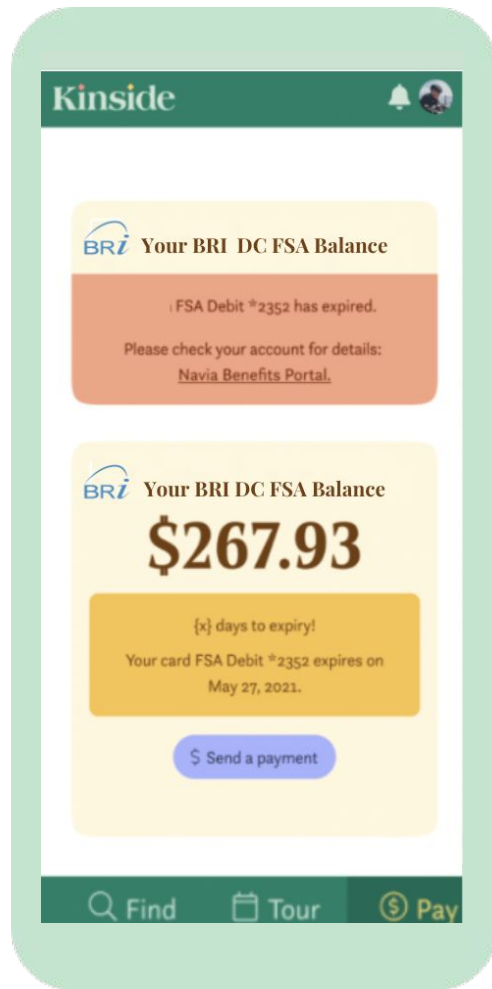 Kinside
BRi Your BRI DC FSA Balance
FSA Debit *2352 has expired.
Please check your account for details:
Navia Benefits Portal.
BRi Your BRI DC FSA Balance
$267.93
{x} days to expiry!
Your card FSA Debit *2352 expires on
May 27, 2021.
$ Send a payment
Find Tour $ Pay